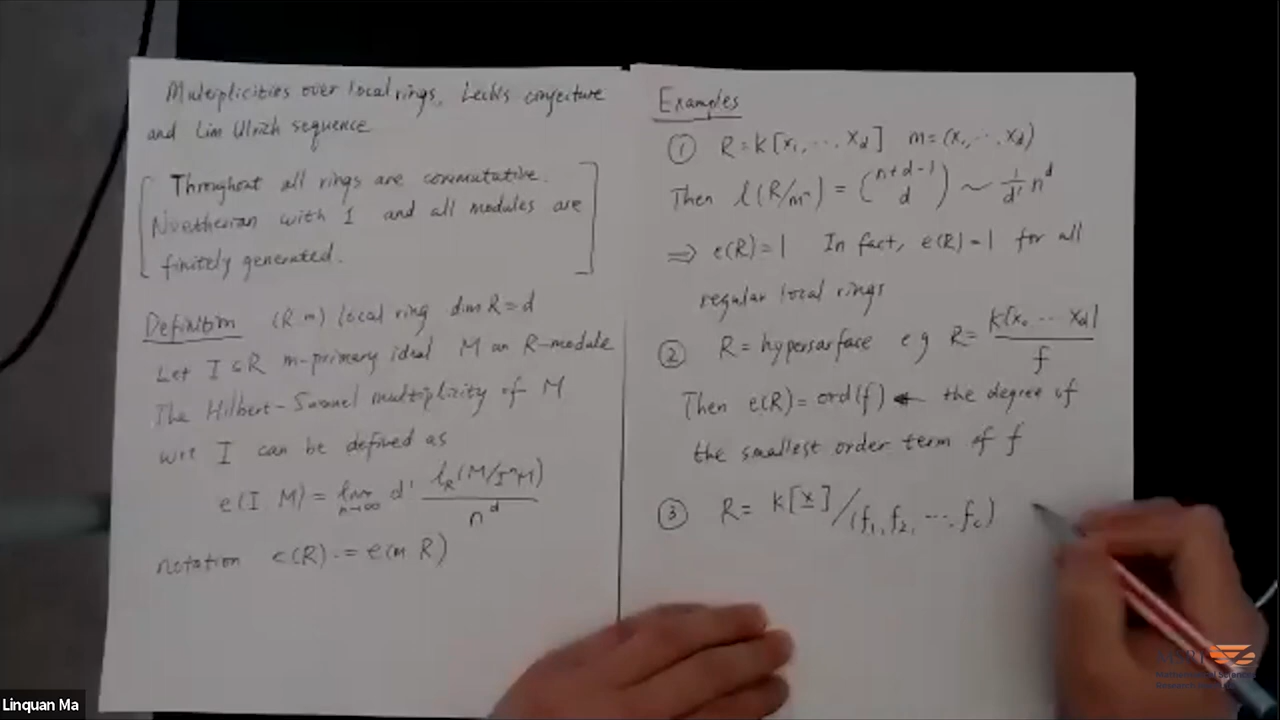 Multiplicities over local rings, Lech's conjecture
and Lim Ulrich sequence
Throughout all rings are commutative.
Noetherian with 1 and all modules are
finitely generated.
Definition (R m) local ring dim R = d
Let I ⊆ R m-primary ideal M an R-module
The Hilbert-Samuel multiplicity of M
wrt I can be defined as
e(I M) = lim_{n→∞} d! l_R(M/I^nM) / n^d
notation e(R) := e(m R)
Examples
① R = k[x_1, ... x_d] m = (x_1 ... x_d)
Then l(R/m^n) = (n+d-1 d) ~ 1/d! n^d
⇒ e(R) = 1 In fact, e(R) = 1 for all
regular local rings
② R = hypersurface eg R = k[x_0 ... x_d] / f
Then e(R) = ord(f) ← the degree of
the smallest order term of f
③ R = k[x]/(f_1, f_2, ..., f_c)
Linquan Ma
MSRI